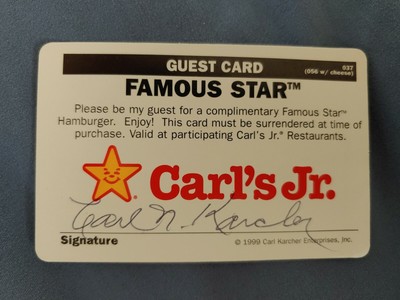 GUEST CARD
037
(056 w/ cheese)
FAMOUS STAR™
Please be my guest for a complimentary Famous Star™
Hamburger. Enjoy! This card must be surrendered at time of
purchase. Valid at participating Carl's Jr.® Restaurants.
Carl's Jr.
Carl N. Karcher
Signature
© 1999 Carl Karcher Enterprises, Inc.